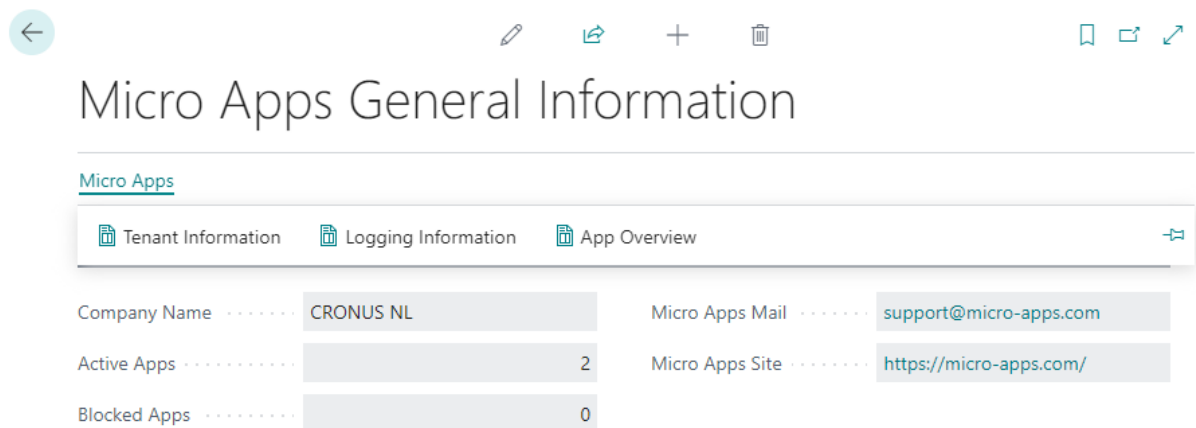 Micro Apps General Information
Micro Apps
Tenant Information Logging Information App Overview
Company Name CRONUS NL Micro Apps Mail support@micro-apps.com
Active Apps 2 Micro Apps Site https://micro-apps.com/
Blocked Apps 0